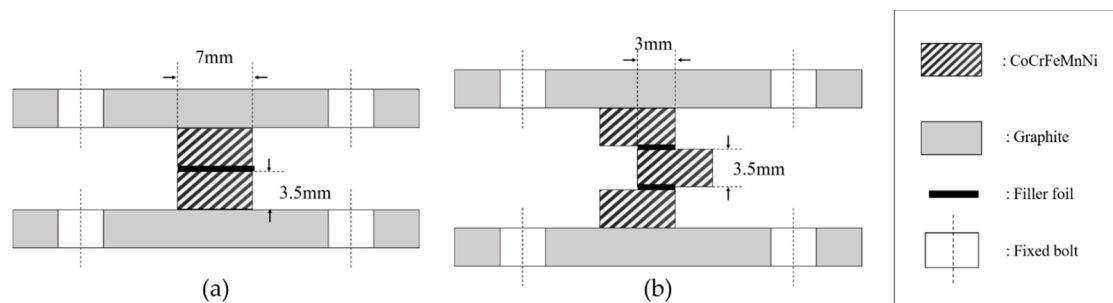 7mm
3.5mm
(a)
3mm
3.5mm
(b)
: CoCrFeMnNi
: Graphite
: Filler foil
: Fixed bolt